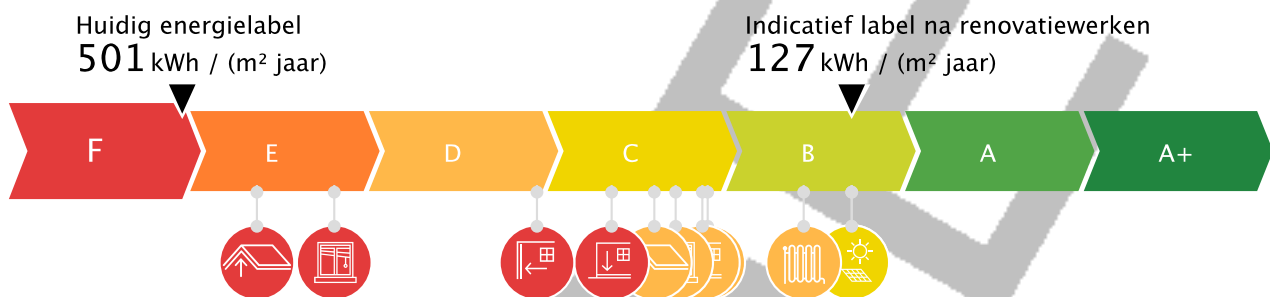 Huidig energielabel
501 kWh / (m² jaar)
Indicatief label na renovatiewerken
127 kWh / (m² jaar)
F E D C B A A+